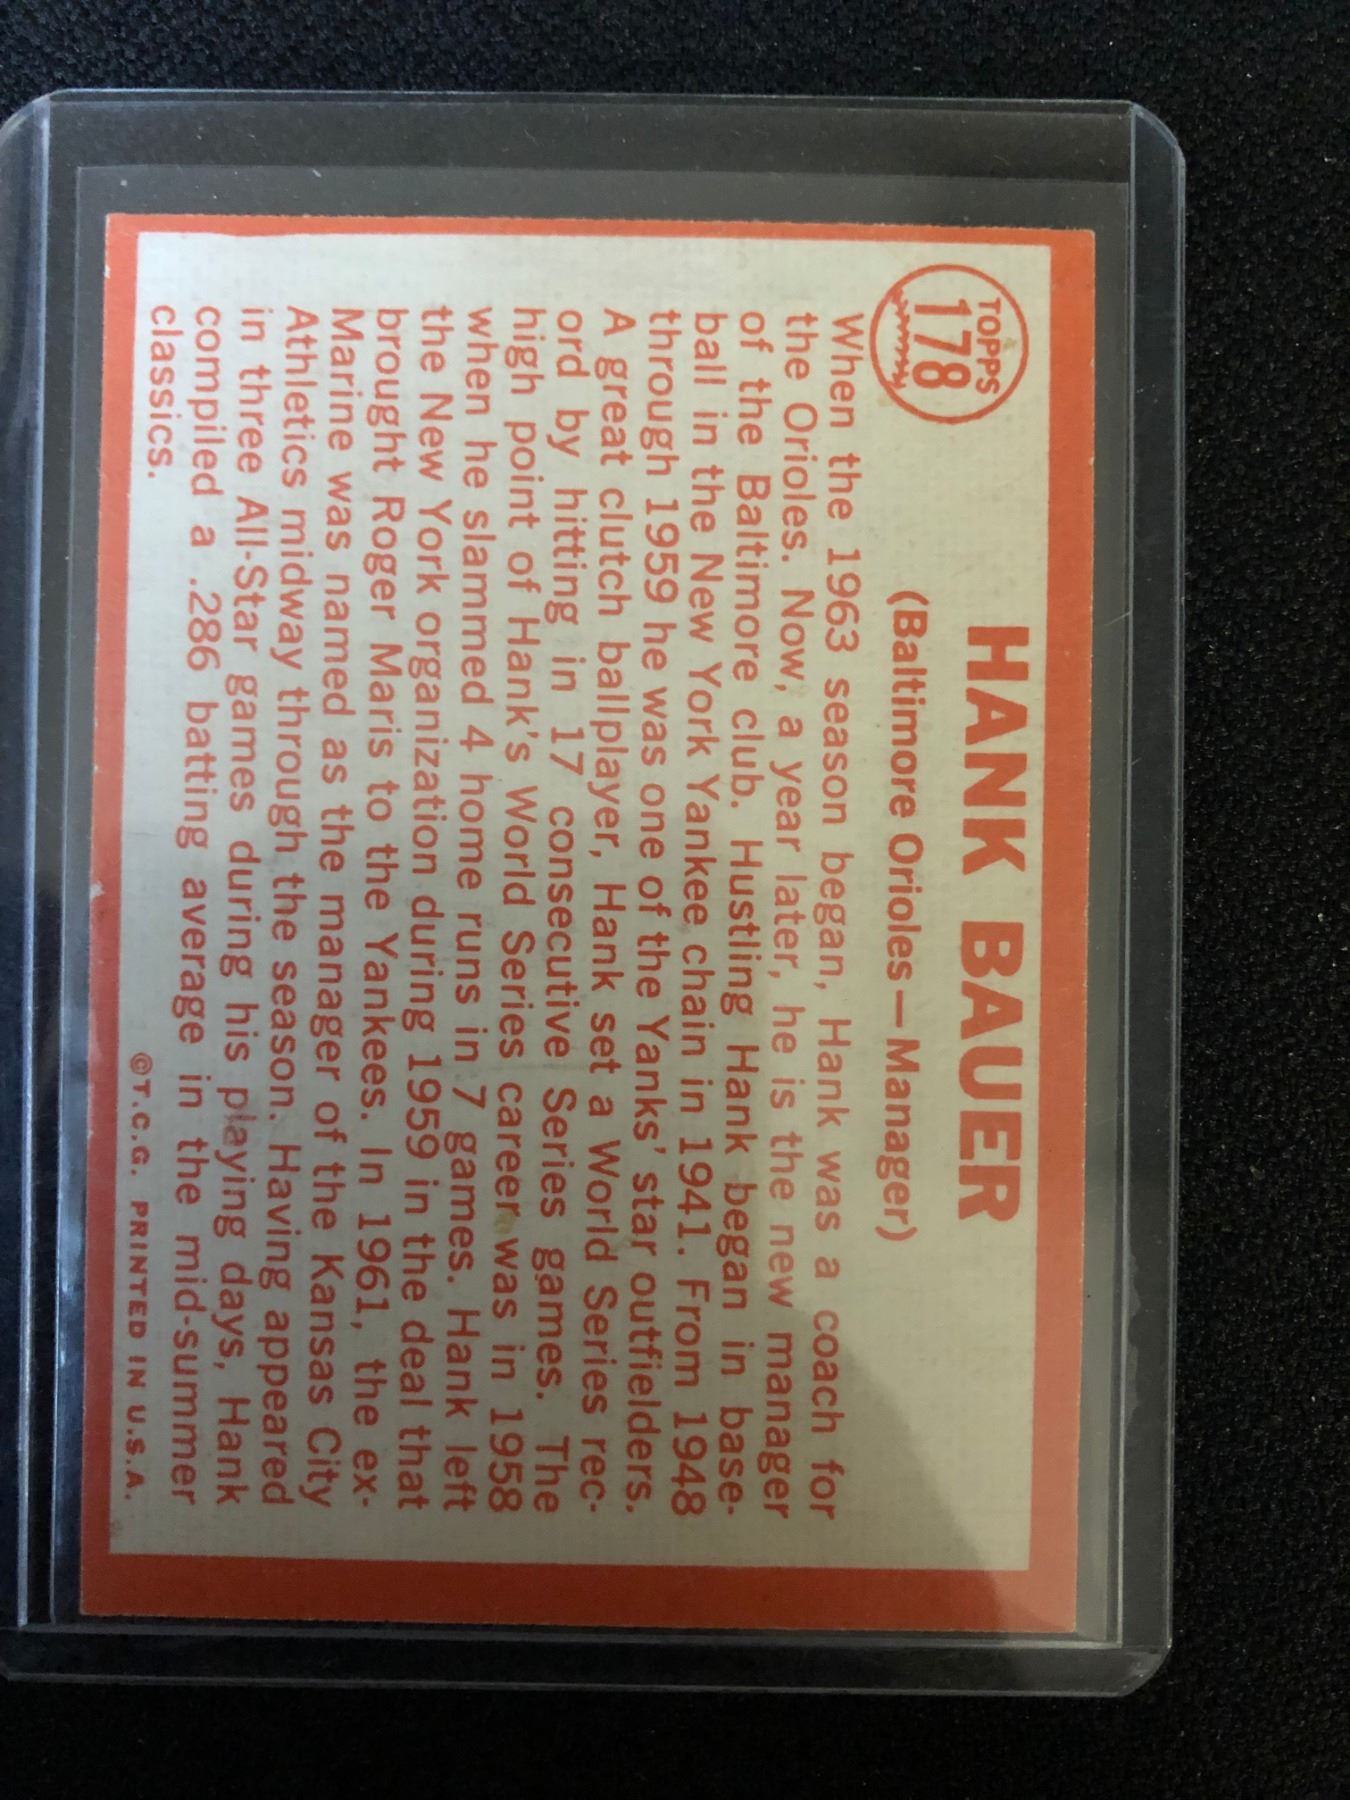 TOPPS
178
HANK BAUER
(Baltimore Orioles—Manager)
When the 1963 season began, Hank was a coach for
the Orioles. Now, a year later, he is the new manager
of the Baltimore club. Hustling Hank began in base-
ball in the New York Yankee chain in 1941. From 1948
through 1959 he was one of the Yanks' star outfielders.
A great clutch ballplayer, Hank set a World Series rec-
ord by hitting in 17 consecutive Series games. The
high point of Hank's World Series career was in 1958
when he slammed 4 home runs in 7 games. Hank left
the New York organization during 1959 in the deal that
brought Roger Maris to the Yankees. In 1961, the ex-
Marine was named as the manager of the Kansas City
Athletics midway through the season. Having appeared
in three All-Star games during his playing days, Hank
compiled a .286 batting average in the mid-summer
classics.
©T.C.G. PRINTED IN U.S.A.